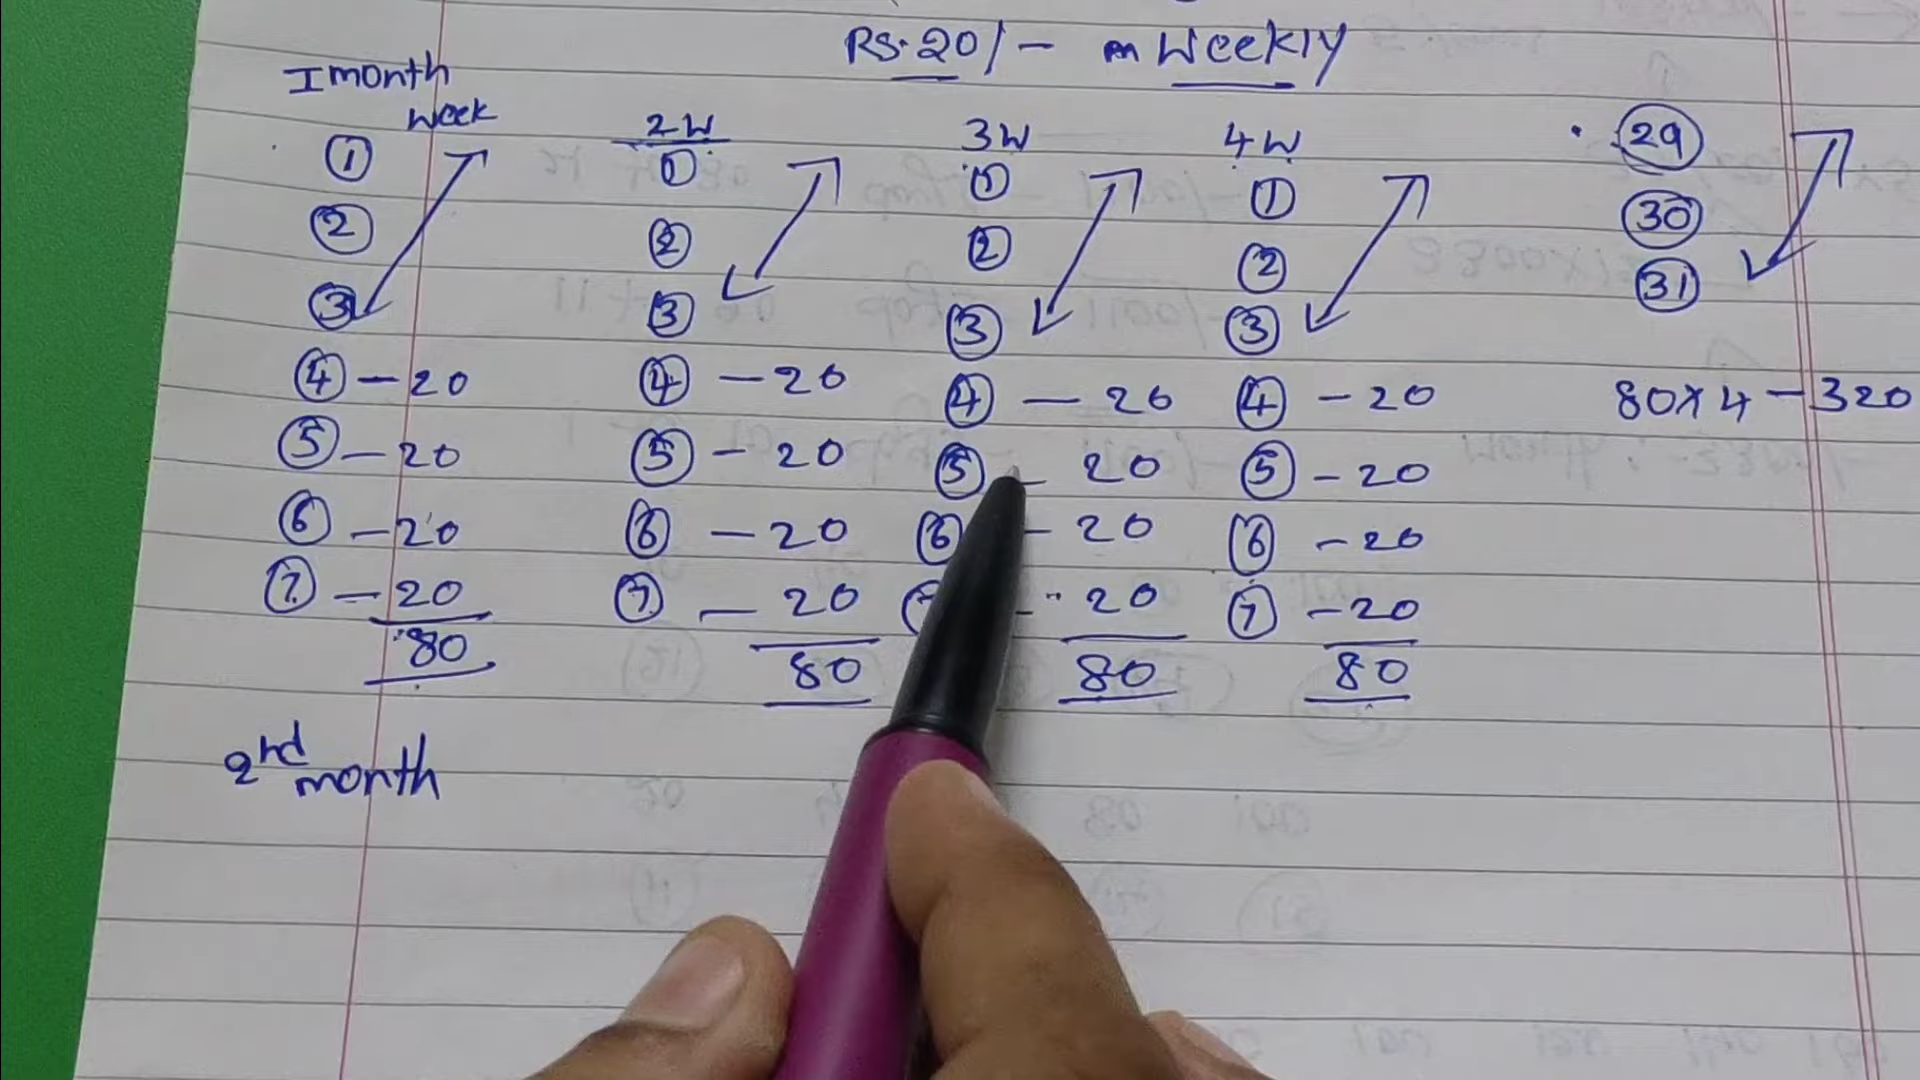 Rs. 20/- m Weekly
I month
week 2W 3W 4W
① ① ① ① 29
② ② ② ② 30
③ ③ ③ ③ 31
④ - 20 ④ - 20 ④ - 20 ④ - 20 80x4 - 320
⑤ - 20 ⑤ - 20 ⑤ - 20 ⑤ - 20
⑥ - 20 ⑥ - 20 ⑥ - 20 ⑥ - 20
⑦ - 20 ⑦ - 20 - 20 ⑦ - 20
80 80 80 80
2nd month